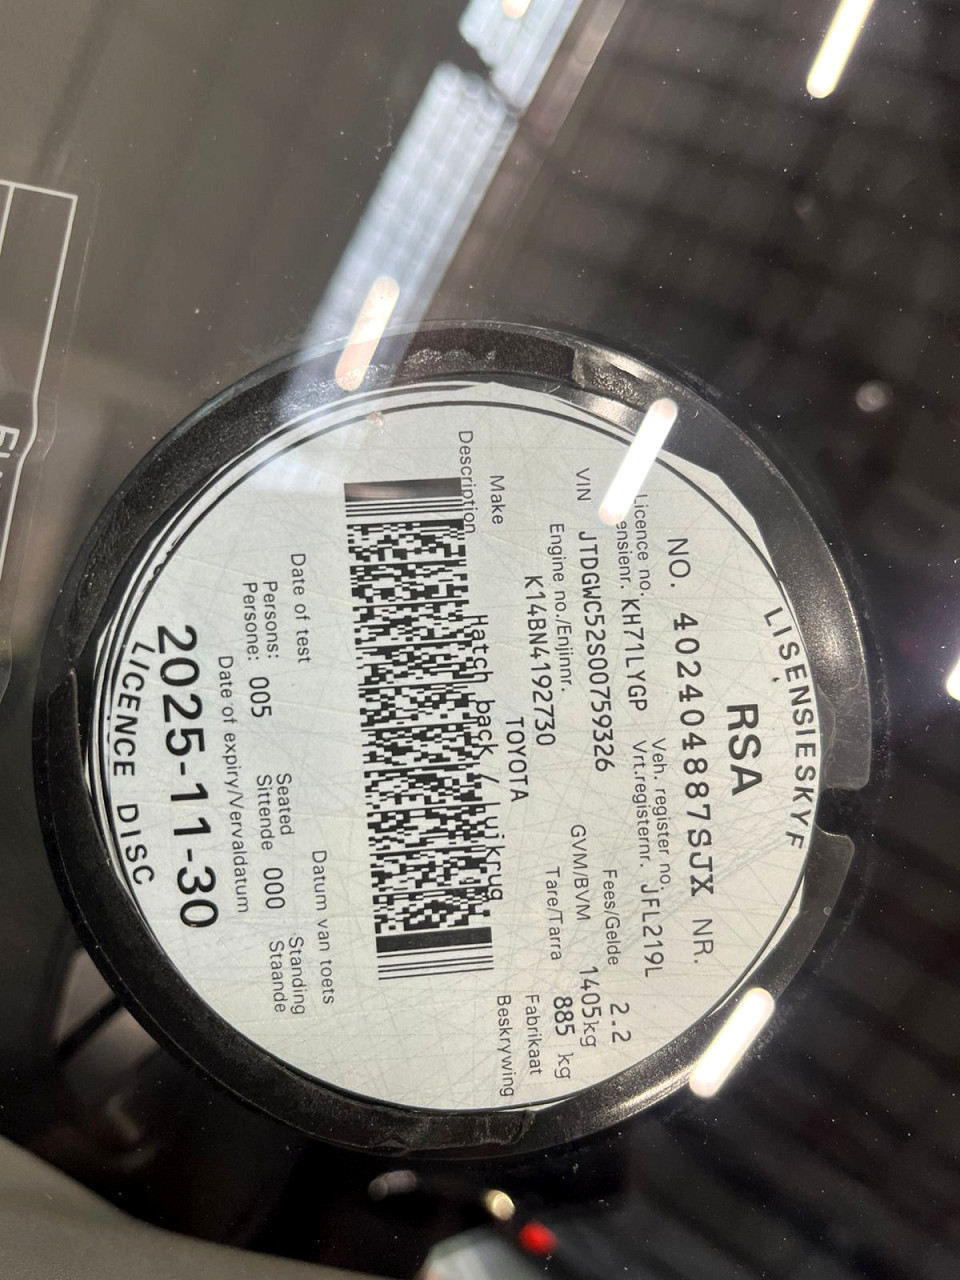 LISENSIESKYF
RSA
NO. 4024048 87SJX NR.
Licence no. Veh. register no.
ensienr. KH71LYGP Vrt.registernr. JFL219L
VIN JTDGWC52S00759326 Fees/Gelde 2.2
Engine no./Enjinnr. GVM/BVM 1405kg
K14BN4192730 Tare/Tarra 885 kg
Make TOYOTA Fabrikaat
Description Hatch back / Luikrug Beskrywing
Date of test Datum van toets
Persons: Seated Standing
Persone: 005 Sittende 000 Staande
Date of expiry/Vervaldatum
2025-11-30
LICENCE DISC